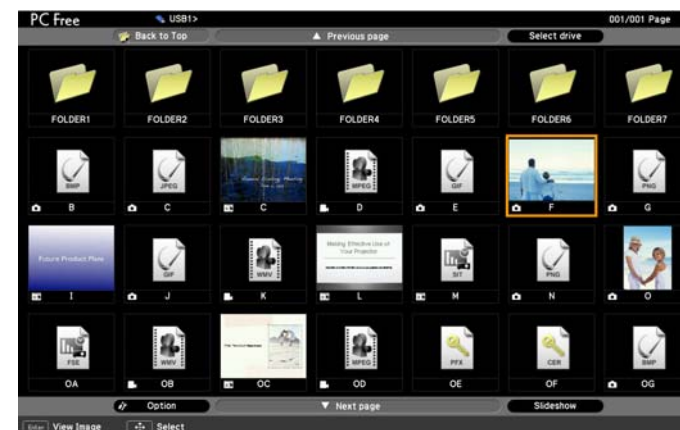 PC Free USB1> 001/001 Page
Back to Top Previous page Select drive
FOLDER1 FOLDER2 FOLDER3 FOLDER4 FOLDER5 FOLDER6 FOLDER7
BMP JPEG MPEG GIF PNG
B C C D E F G
Future Product Plans GIF WMV Making Effective Use of Your Projector SIT PNG
I J K L M N O
FSE WMV MPEG PFX CER BMP
OA OB OC OD OE OF OG
Option Next page Slideshow
Enter View Image Select